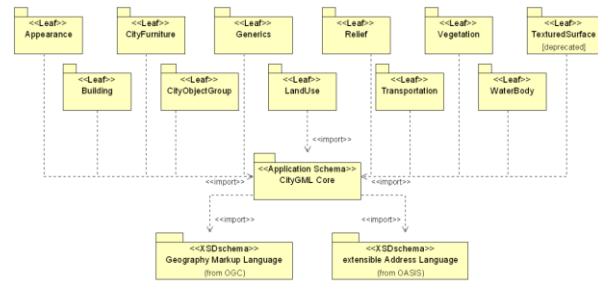 <<Leaf>>
Appearance
<<Leaf>>
CityFurniture
<<Leaf>>
Generics
<<Leaf>>
Relief
<<Leaf>>
Vegetation
<<Leaf>>
TexturedSurface
[deprecated]
<<Leaf>>
Building
<<Leaf>>
CityObjectGroup
<<Leaf>>
LandUse
<<Leaf>>
Transportation
<<Leaf>>
WaterBody
<<import>>
<<Application Schema>>
CityGML Core
<<import>>
<<import>>
<<import>>
<<import>>
<<XSDschema>>
Geography Markup Language
(from OGC)
<<XSDschema>>
extensible Address Language
(from OASIS)